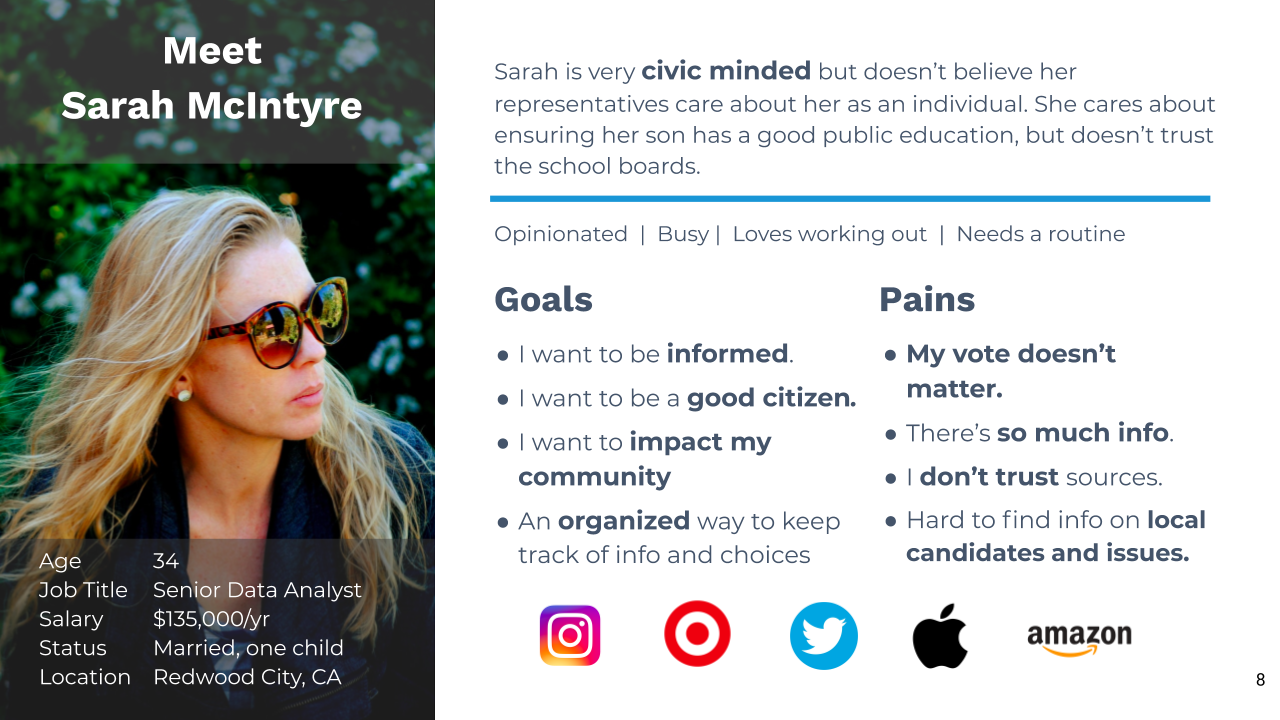 Meet
Sarah McIntyre
Age 34
Job Title Senior Data Analyst
Salary $135,000/yr
Status Married, one child
Location Redwood City, CA
Sarah is very civic minded but doesn’t believe her
representatives care about her as an individual. She cares about
ensuring her son has a good public education, but doesn’t trust
the school boards.
Opinionated | Busy | Loves working out | Needs a routine
Goals
● I want to be informed.
● I want to be a good citizen.
● I want to impact my
community
● An organized way to keep
track of info and choices
Pains
● My vote doesn’t
matter.
● There’s so much info.
● I don’t trust sources.
● Hard to find info on local
candidates and issues.
amazon
8